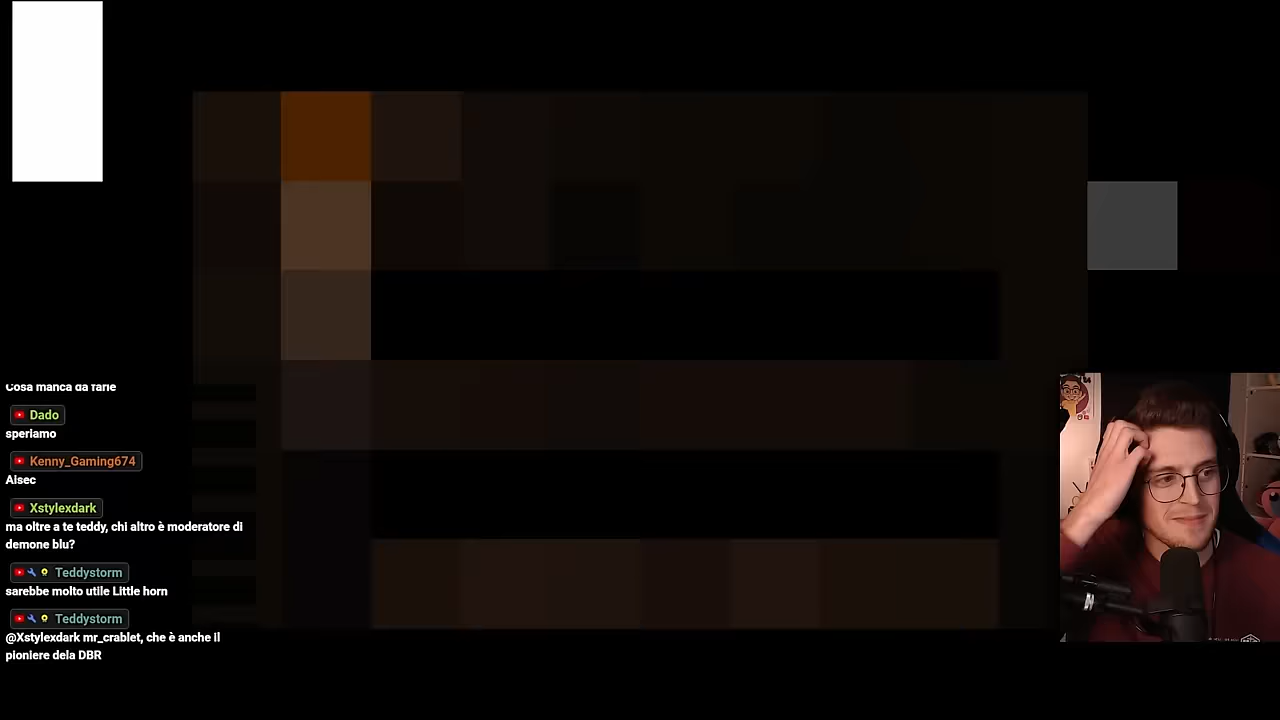 Cosa manca da farle
Dado
speriamo
Kenny_Gaming674
Aisec
Xstylexdark
ma oltre a te teddy, chi altro è moderatore di
demone blu?
Teddystorm
sarebbe molto utile Little horn
Teddystorm
@Xstylexdark mr_crablet, che è anche il
pioniere dela DBR